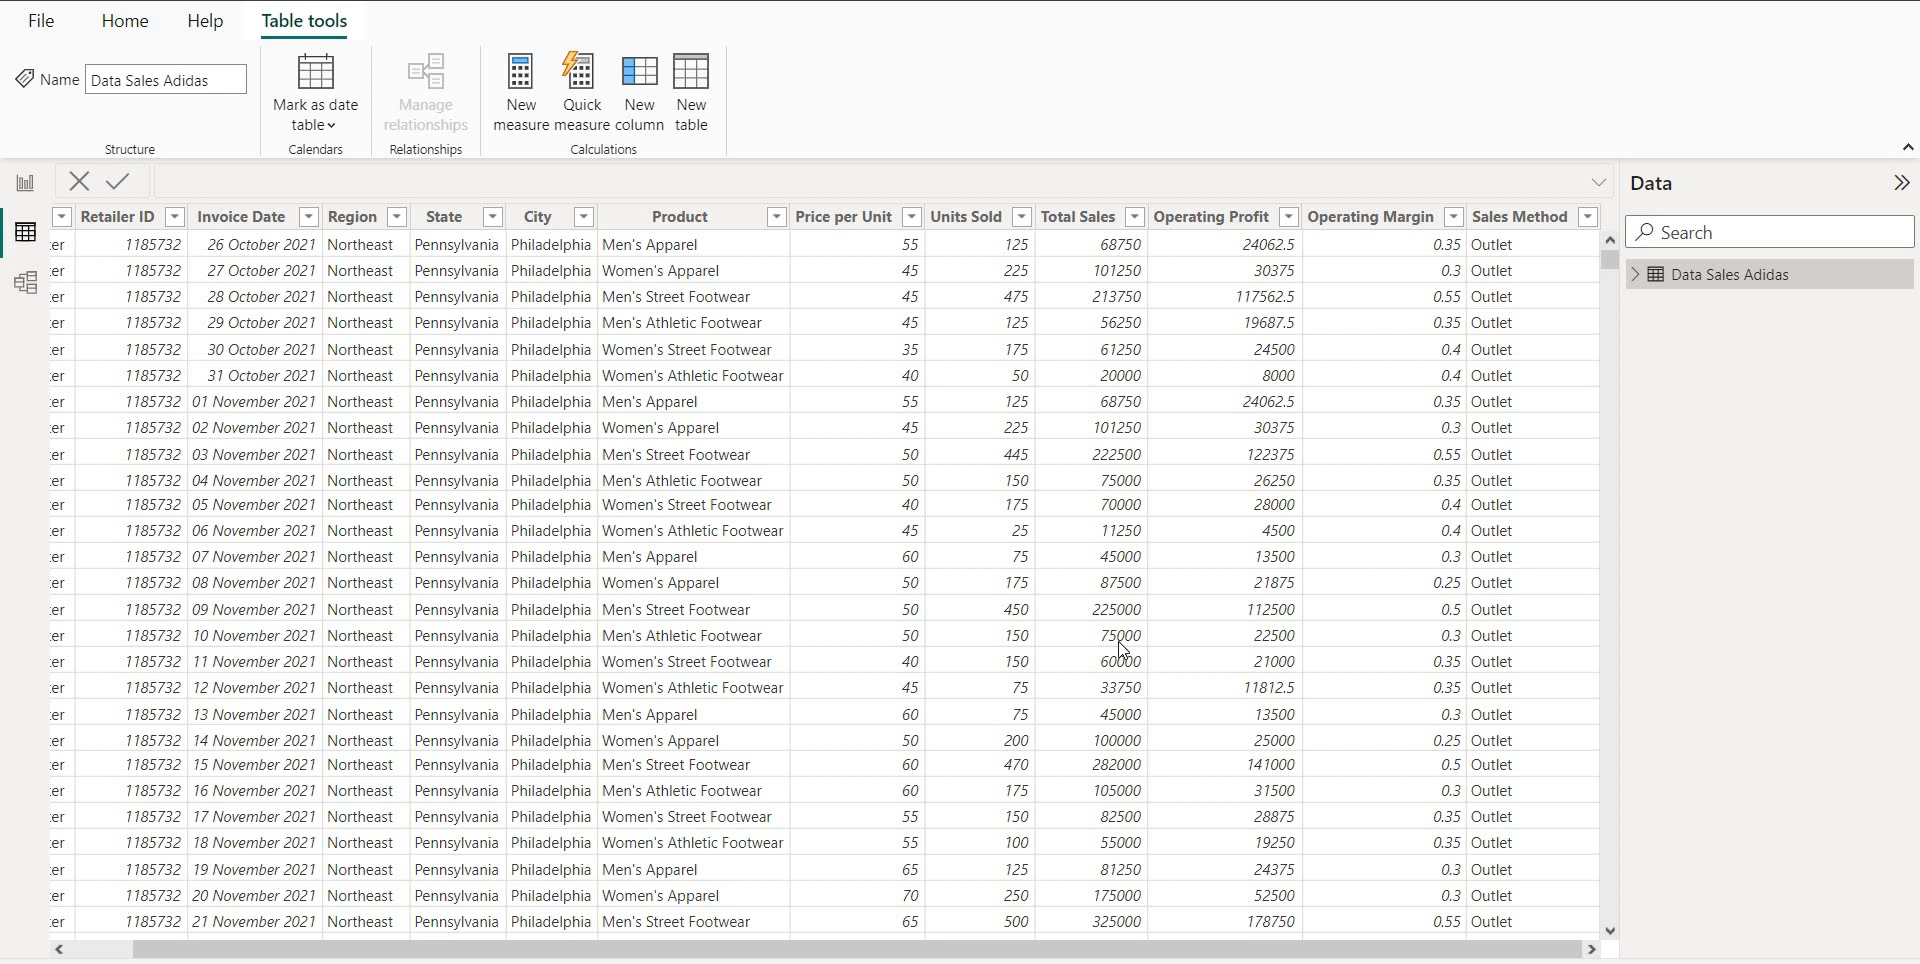 File Home Help Table tools
Name Data Sales Adidas
Mark as date table
Manage relationships
New measure
Quick measure
New column
New table
Structure Calendars Relationships Calculations
Data
Search
Data Sales Adidas
Retailer ID Invoice Date Region State City Product Price per Unit Units Sold Total Sales Operating Profit Operating Margin Sales Method
er 1185732 26 October 2021 Northeast Pennsylvania Philadelphia Men's Apparel 55 125 68750 24062.5 0.35 Outlet
er 1185732 27 October 2021 Northeast Pennsylvania Philadelphia Women's Apparel 45 225 101250 30375 0.3 Outlet
er 1185732 28 October 2021 Northeast Pennsylvania Philadelphia Men's Street Footwear 45 475 213750 117562.5 0.55 Outlet
er 1185732 29 October 2021 Northeast Pennsylvania Philadelphia Men's Athletic Footwear 45 125 56250 19687.5 0.35 Outlet
er 1185732 30 October 2021 Northeast Pennsylvania Philadelphia Women's Street Footwear 35 175 61250 24500 0.4 Outlet
er 1185732 31 October 2021 Northeast Pennsylvania Philadelphia Women's Athletic Footwear 40 50 20000 8000 0.4 Outlet
er 1185732 01 November 2021 Northeast Pennsylvania Philadelphia Men's Apparel 55 125 68750 24062.5 0.35 Outlet
er 1185732 02 November 2021 Northeast Pennsylvania Philadelphia Women's Apparel 45 225 101250 30375 0.3 Outlet
er 1185732 03 November 2021 Northeast Pennsylvania Philadelphia Men's Street Footwear 50 445 222500 122375 0.55 Outlet
er 1185732 04 November 2021 Northeast Pennsylvania Philadelphia Men's Athletic Footwear 50 150 75000 26250 0.35 Outlet
er 1185732 05 November 2021 Northeast Pennsylvania Philadelphia Women's Street Footwear 40 175 70000 28000 0.4 Outlet
er 1185732 06 November 2021 Northeast Pennsylvania Philadelphia Women's Athletic Footwear 45 25 11250 4500 0.4 Outlet
er 1185732 07 November 2021 Northeast Pennsylvania Philadelphia Men's Apparel 60 75 45000 13500 0.3 Outlet
er 1185732 08 November 2021 Northeast Pennsylvania Philadelphia Women's Apparel 50 175 87500 21875 0.25 Outlet
er 1185732 09 November 2021 Northeast Pennsylvania Philadelphia Men's Street Footwear 50 450 225000 112500 0.5 Outlet
er 1185732 10 November 2021 Northeast Pennsylvania Philadelphia Men's Athletic Footwear 50 150 75000 22500 0.3 Outlet
er 1185732 11 November 2021 Northeast Pennsylvania Philadelphia Women's Street Footwear 40 150 60000 21000 0.35 Outlet
er 1185732 12 November 2021 Northeast Pennsylvania Philadelphia Women's Athletic Footwear 45 75 33750 11812.5 0.35 Outlet
er 1185732 13 November 2021 Northeast Pennsylvania Philadelphia Men's Apparel 60 75 45000 13500 0.3 Outlet
er 1185732 14 November 2021 Northeast Pennsylvania Philadelphia Women's Apparel 50 200 100000 25000 0.25 Outlet
er 1185732 15 November 2021 Northeast Pennsylvania Philadelphia Men's Street Footwear 60 470 282000 141000 0.5 Outlet
er 1185732 16 November 2021 Northeast Pennsylvania Philadelphia Men's Athletic Footwear 60 175 105000 31500 0.3 Outlet
er 1185732 17 November 2021 Northeast Pennsylvania Philadelphia Women's Street Footwear 55 150 82500 28875 0.35 Outlet
er 1185732 18 November 2021 Northeast Pennsylvania Philadelphia Women's Athletic Footwear 55 100 55000 19250 0.35 Outlet
er 1185732 19 November 2021 Northeast Pennsylvania Philadelphia Men's Apparel 65 125 81250 24375 0.3 Outlet
er 1185732 20 November 2021 Northeast Pennsylvania Philadelphia Women's Apparel 70 250 175000 52500 0.3 Outlet
er 1185732 21 November 2021 Northeast Pennsylvania Philadelphia Men's Street Footwear 65 500 325000 178750 0.55 Outlet